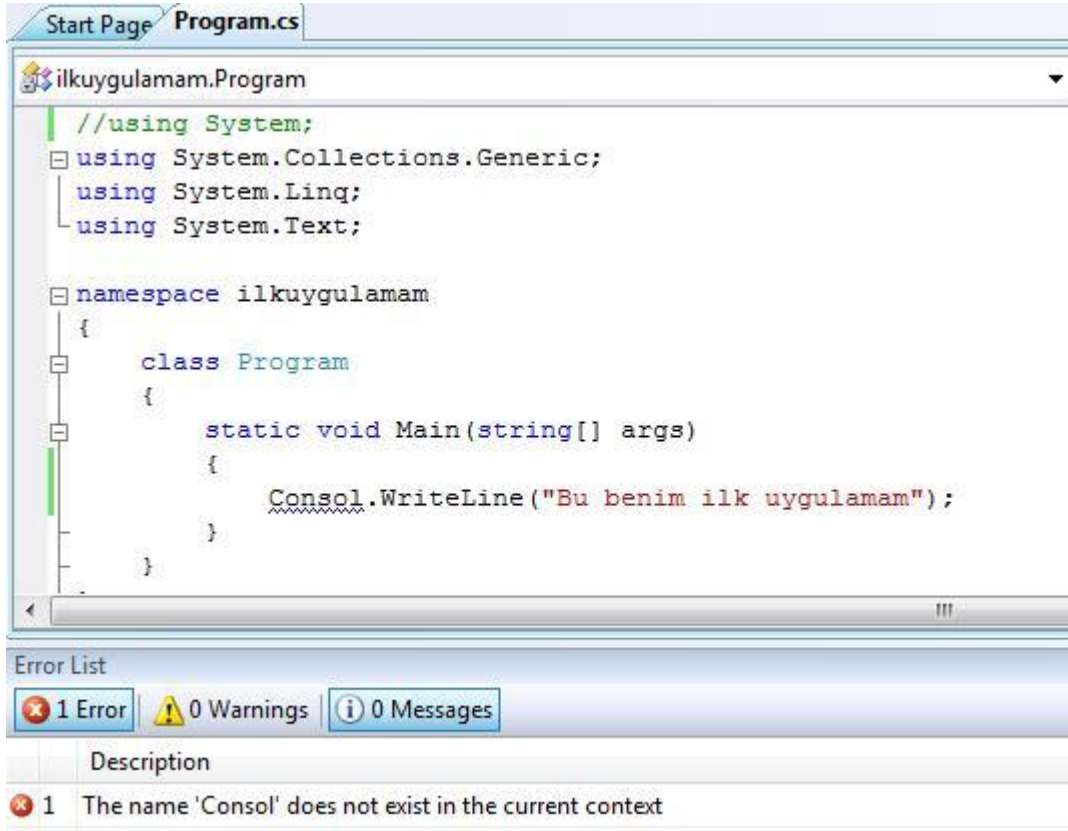 Start Page Program.cs
ilkuygulamam.Program
//using System;
using System.Collections.Generic;
using System.Linq;
using System.Text;
namespace ilkuygulamam
{
class Program
{
static void Main(string[] args)
{
Consol.WriteLine("Bu benim ilk uygulamam");
}
}
Error List
1 Error 0 Warnings 0 Messages
Description
1 The name 'Consol' does not exist in the current context